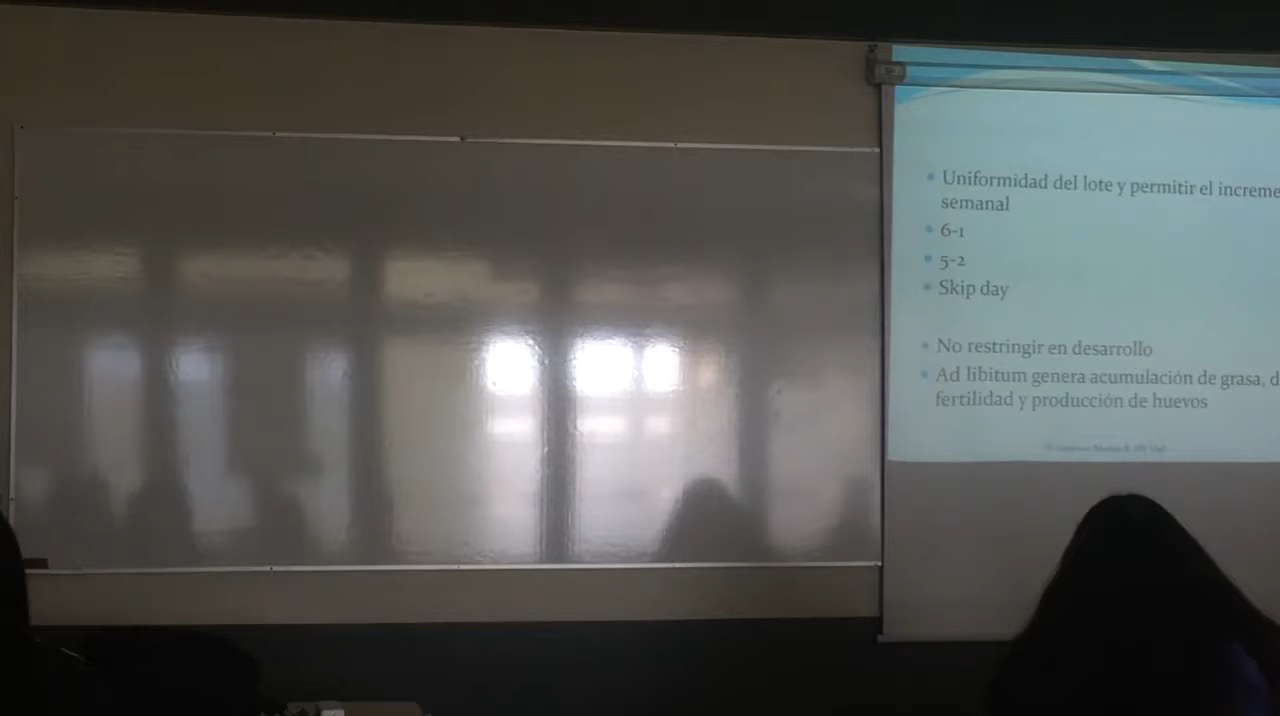 Uniformidad del lote y permitir el increme
semanal
6-1
5-2
Skip day
No restringir en desarrollo
Ad libitum genera acumulación de grasa, d
fertilidad y producción de huevos